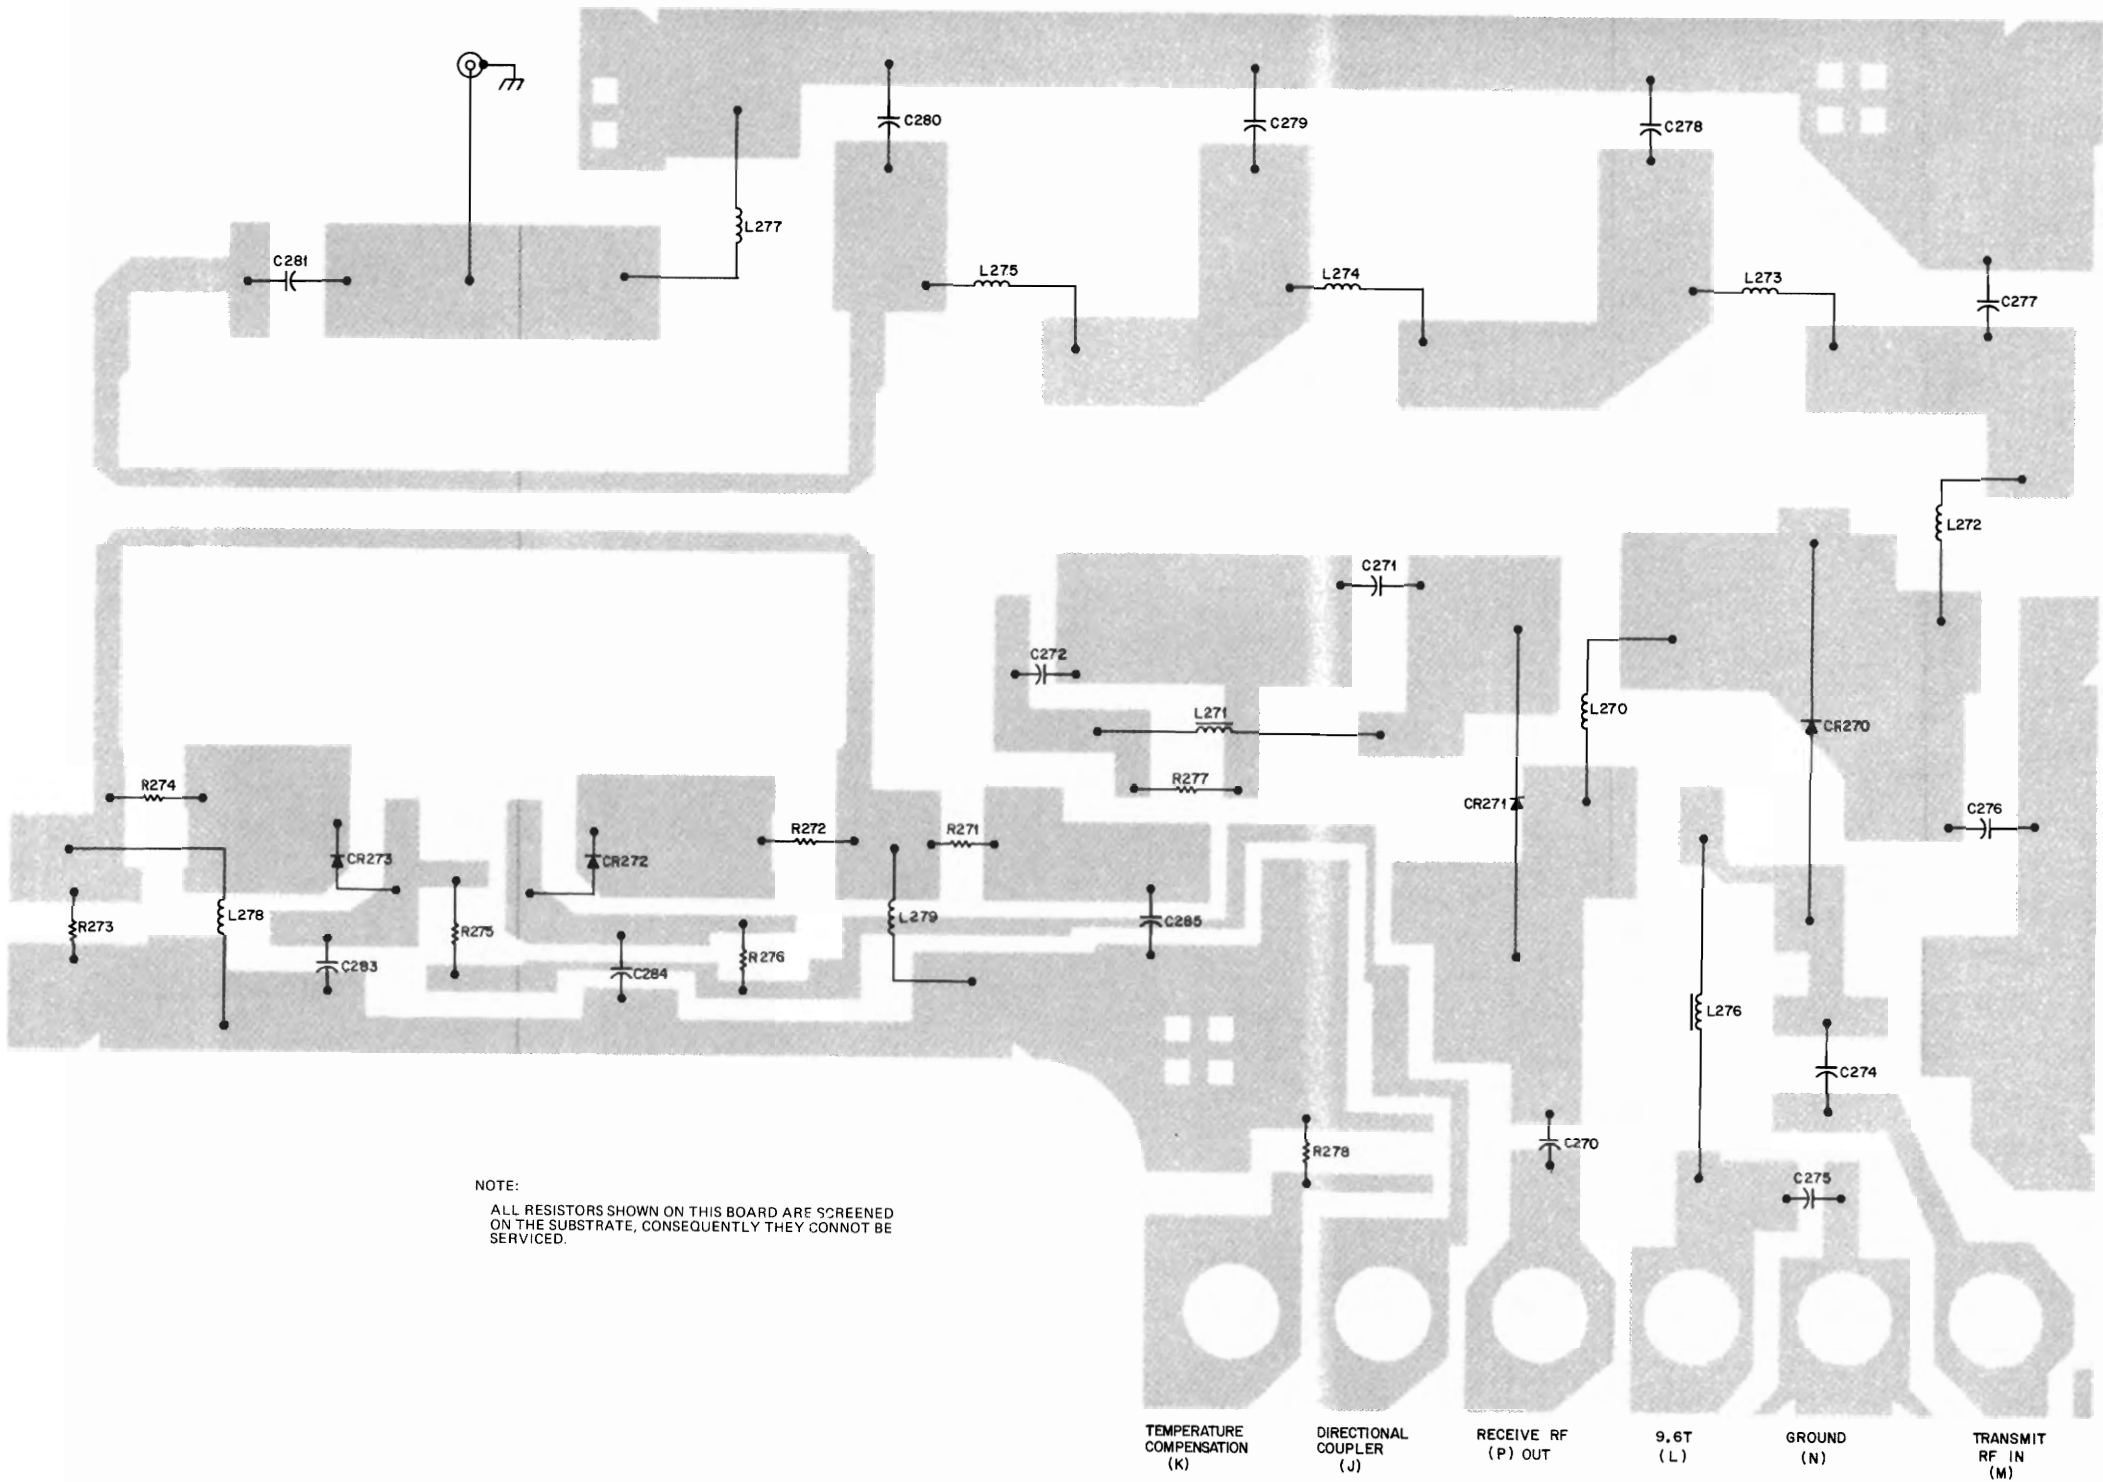 C280
C279
C278
L277
C281
L275
L274
L273
C277
L272
C271
C272
L271
L270
CR270
R274
R277
CR271
C276
R272
R271
CR273
CR272
R273
L278
R275
L279
C285
C283
C284
R276
L276
C274
R278
C270
C275
NOTE:
ALL RESISTORS SHOWN ON THIS BOARD ARE SCREENED
ON THE SUBSTRATE, CONSEQUENTLY THEY CONNOT BE
SERVICED.
TEMPERATURE
COMPENSATION
(K)
DIRECTIONAL
COUPLER
(J)
RECEIVE RF
(P) OUT
9.6T
(L)
GROUND
(N)
TRANSMIT
RF IN
(M)